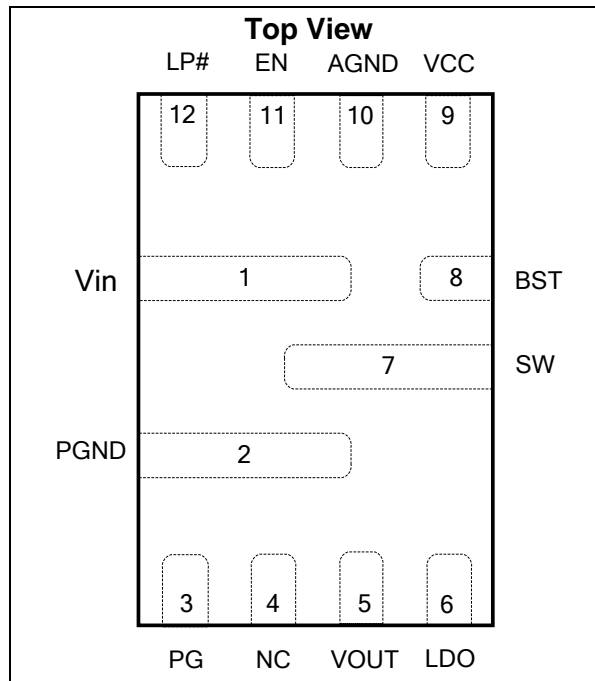 Top View
LP# EN AGND VCC
12 11 10 9
Vin 1 8 BST
7 SW
PGND 2
3 4 5 6
PG NC VOUT LDO